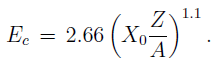 E_c = 2.66 \left( X_0 \frac{Z}{A} \right)^{1.1} .